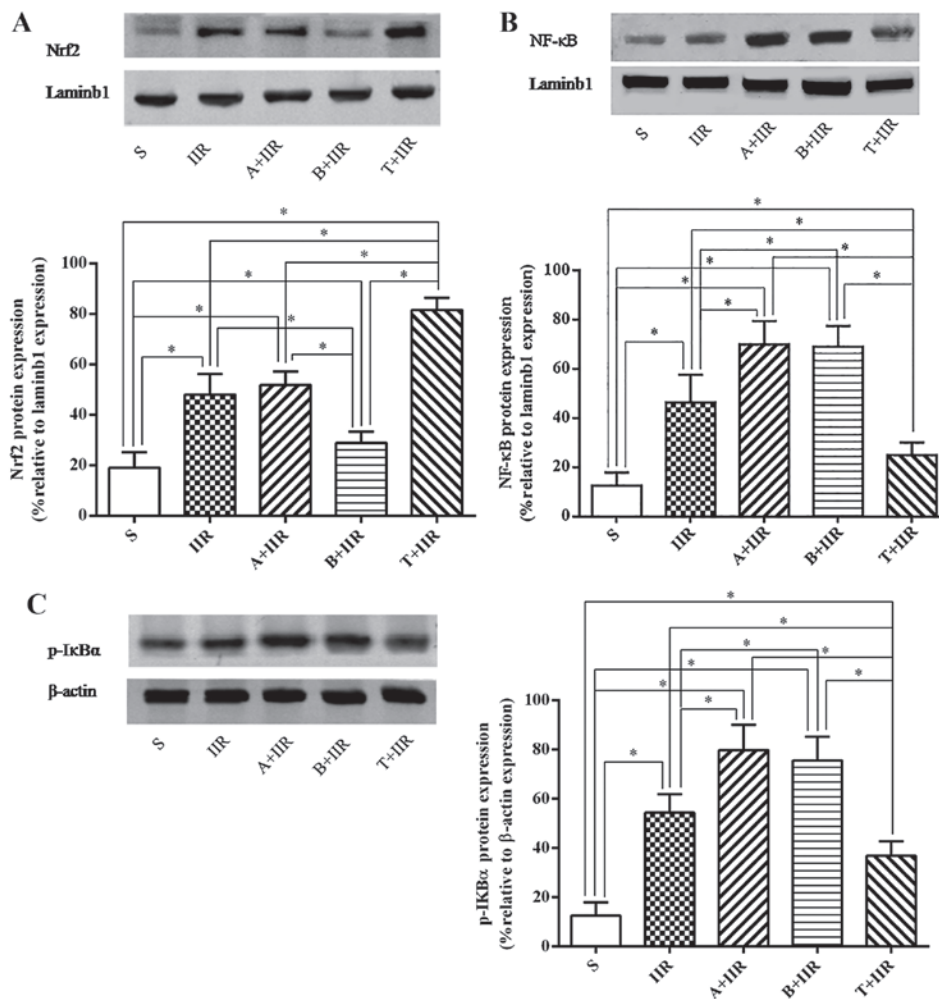 A
Nrf2
Laminb1
S
IIR
A+IIR
B+IIR
T+IIR
Nrf2 protein expression
(%relative to laminb1 expression)
100
80
60
40
20
0
*
*
*
*
*
*
*
*
*
S
IIR
A+IIR
B+IIR
T+IIR
B
NF-κB
Laminb1
S
IIR
A+IIR
B+IIR
T+IIR
NF-κB protein expression
(%relative to laminb1 expression)
100
80
60
40
20
0
*
*
*
*
*
*
*
*
*
S
IIR
A+IIR
B+IIR
T+IIR
C
p-IκBα
β-actin
S
IIR
A+IIR
B+IIR
T+IIR
p-IKBα protein expression
(%relative to β-actin expression)
100
80
60
40
20
0
*
*
*
*
*
*
*
*
*
S
IIR
A+IIR
B+IIR
T+IIR